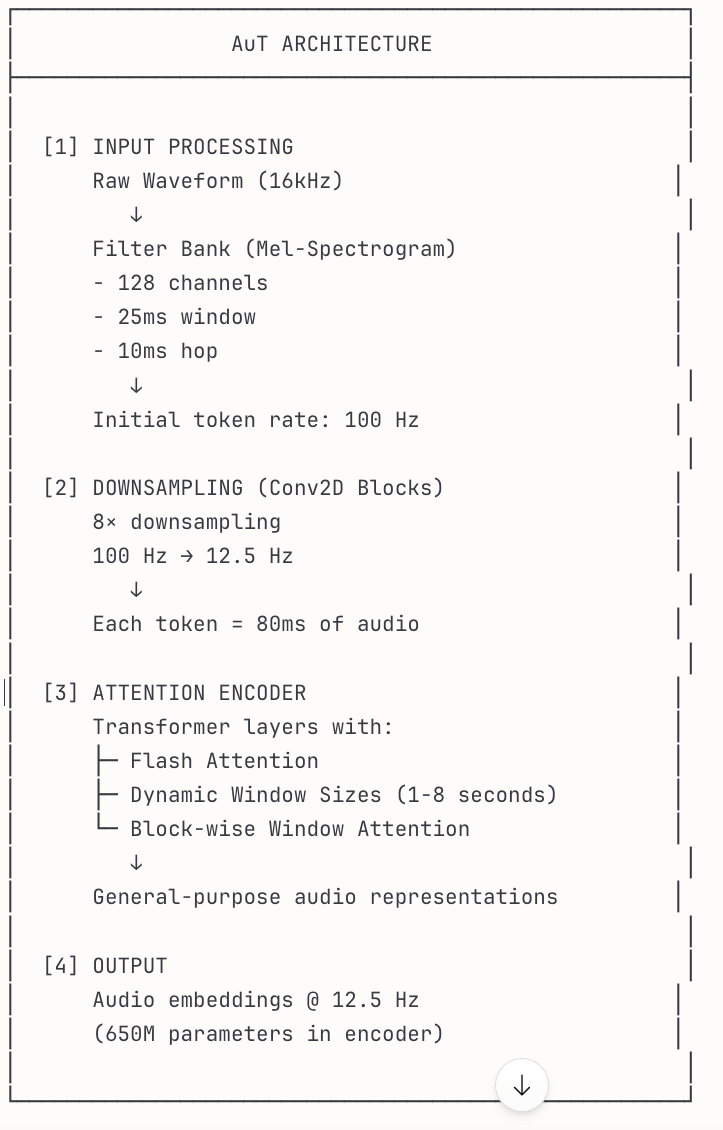 AuT ARCHITECTURE
[1] INPUT PROCESSING
Raw Waveform (16kHz)
↓
Filter Bank (Mel-Spectrogram)
- 128 channels
- 25ms window
- 10ms hop
↓
Initial token rate: 100 Hz
[2] DOWNSAMPLING (Conv2D Blocks)
8× downsampling
100 Hz → 12.5 Hz
↓
Each token = 80ms of audio
[3] ATTENTION ENCODER
Transformer layers with:
├─ Flash Attention
├─ Dynamic Window Sizes (1-8 seconds)
└─ Block-wise Window Attention
↓
General-purpose audio representations
[4] OUTPUT
Audio embeddings @ 12.5 Hz
(650M parameters in encoder)